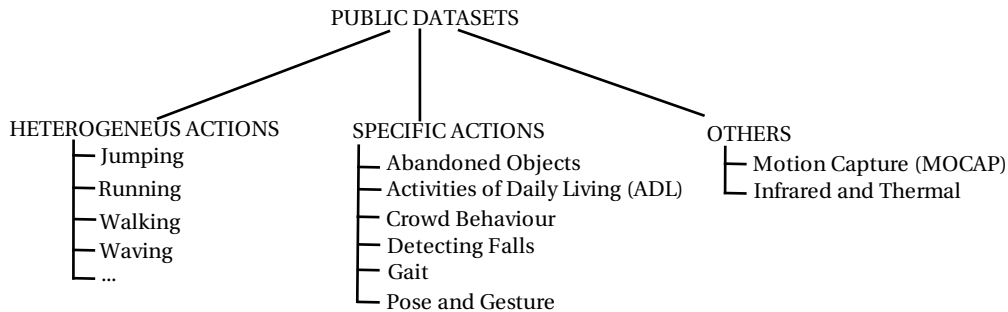 PUBLIC DATASETS
HETEROGENEUS ACTIONS
Jumping
Running
Walking
Waving
...
SPECIFIC ACTIONS
Abandoned Objects
Activities of Daily Living (ADL)
Crowd Behaviour
Detecting Falls
Gait
Pose and Gesture
OTHERS
Motion Capture (MOCAP)
Infrared and Thermal